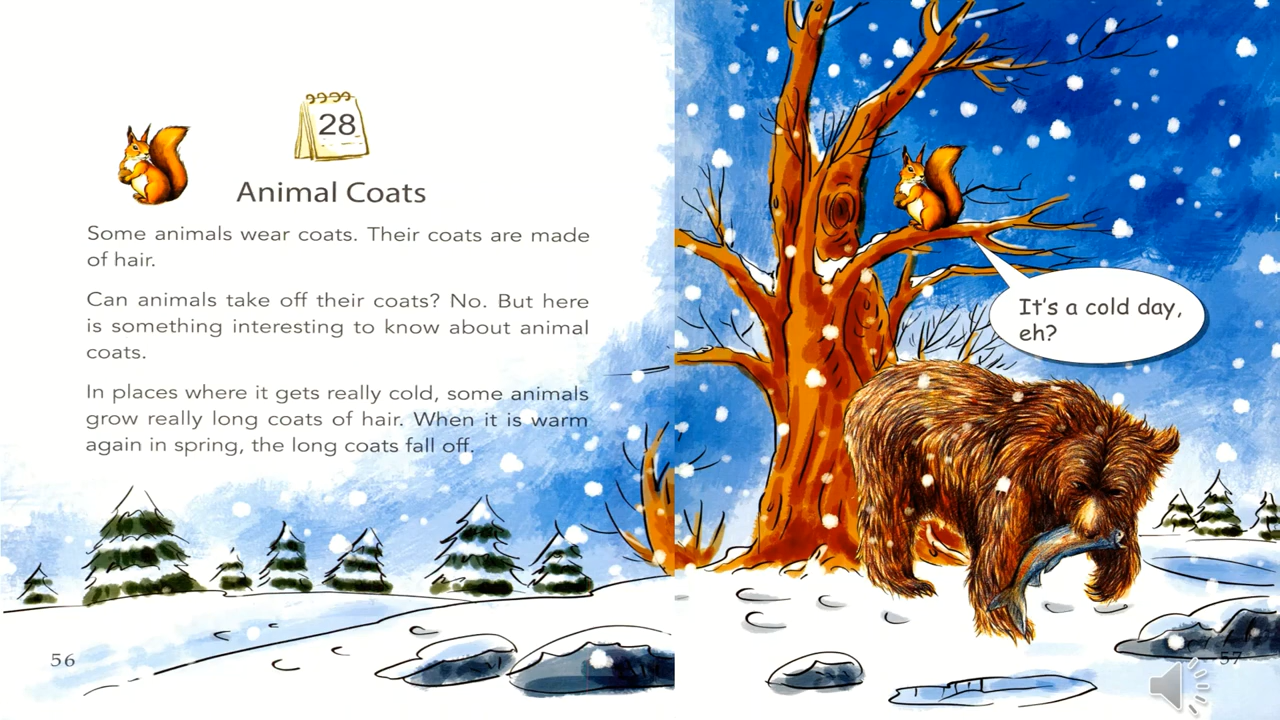 28
Animal Coats
Some animals wear coats. Their coats are made
of hair.
Can animals take off their coats? No. But here
is something interesting to know about animal
coats.
In places where it gets really cold, some animals
grow really long coats of hair. When it is warm
again in spring, the long coats fall off.
56
It's a cold day,
eh?
57